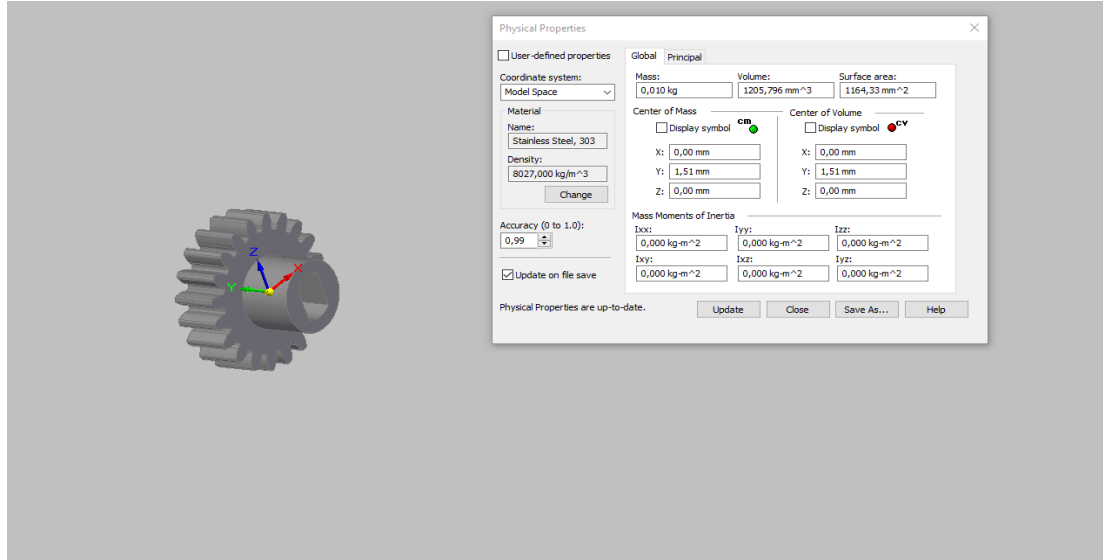 Physical Properties
User-defined properties
Coordinate system:
Model Space
Material
Name:
Stainless Steel, 303
Density:
8027,000 kg/m^3
Change
Accuracy (0 to 1.0):
0,99
Update on file save
Global Principal
Mass: Volume: Surface area:
0,010 kg 1205,796 mm^3 1164,33 mm^2
Center of Mass Center of Volume
Display symbol cm Display symbol cv
X: 0,00 mm X: 0,00 mm
Y: 1,51 mm Y: 1,51 mm
Z: 0,00 mm Z: 0,00 mm
Mass Moments of Inertia
Ixx: Iyy: Izz:
0,000 kg-m^2 0,000 kg-m^2 0,000 kg-m^2
Ixy: Ixz: Iyz:
0,000 kg-m^2 0,000 kg-m^2 0,000 kg-m^2
Physical Properties are up-to-date. Update Close Save As... Help
Z
X
Y